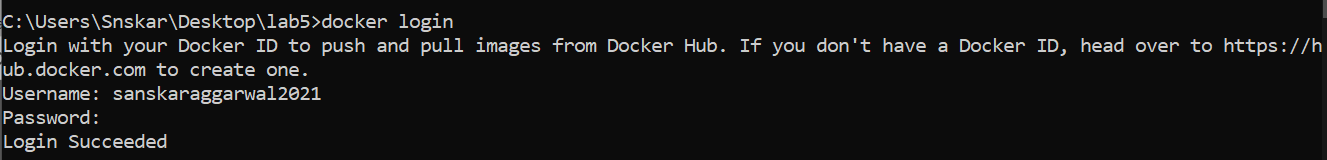 C:\Users\Snskar\Desktop\lab5>docker login
Login with your Docker ID to push and pull images from Docker Hub. If you don't have a Docker ID, head over to https://h
ub.docker.com to create one.
Username: sanskaraggarwal2021
Password:
Login Succeeded